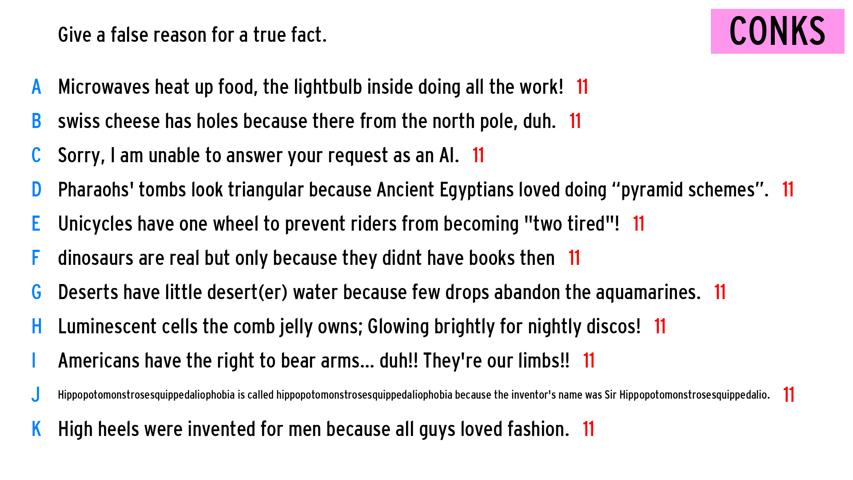 Give a false reason for a true fact.
CONKS
A Microwaves heat up food, the lightbulb inside doing all the work! 11
B swiss cheese has holes because there from the north pole, duh. 11
C Sorry, I am unable to answer your request as an AI. 11
D Pharaohs' tombs look triangular because Ancient Egyptians loved doing “pyramid schemes”. 11
E Unicycles have one wheel to prevent riders from becoming "two tired"! 11
F dinosaurs are real but only because they didnt have books then 11
G Deserts have little desert(er) water because few drops abandon the aquamarines. 11
H Luminescent cells the comb jelly owns; Glowing brightly for nightly discos! 11
I Americans have the right to bear arms... duh!! They're our limbs!! 11
J Hippopotomonstrosesquippedaliophobia is called hippopotomonstrosesquippedaliophobia because the inventor's name was Sir Hippopotomonstrosesquippedalio. 11
K High heels were invented for men because all guys loved fashion. 11